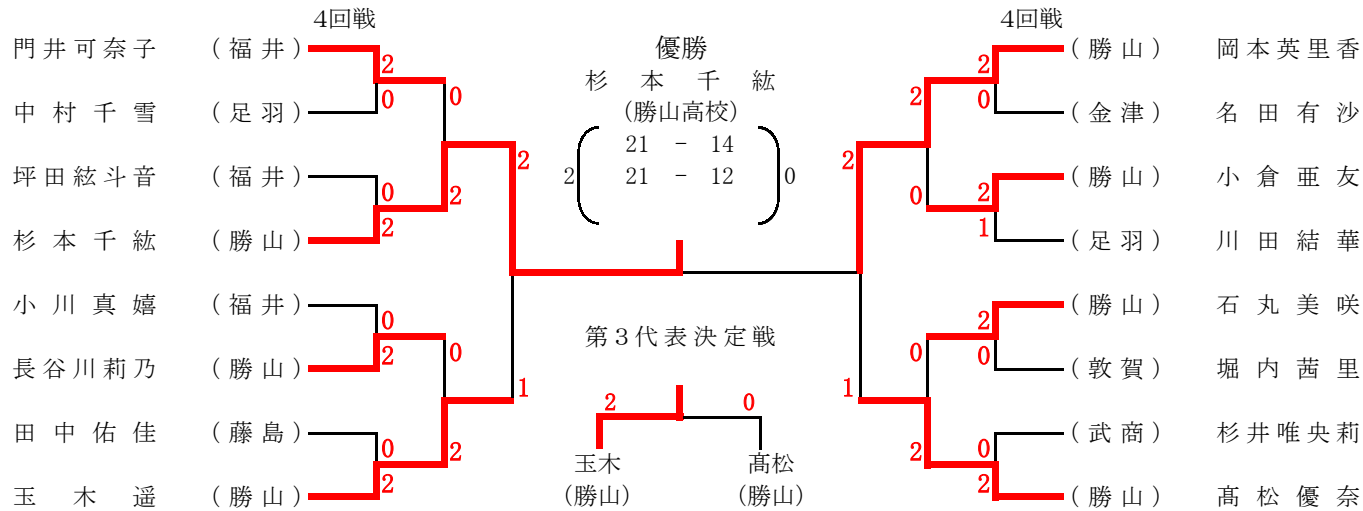 4回戦
門井可奈子 (福井)
2
0
中村千雪 (足羽)
0
坪田絃斗音 (福井)
0
2
杉本千紘 (勝山)
2
2
小川真嬉 (福井)
0
2
長谷川莉乃 (勝山)
0
田中佑佳 (藤島)
0
2
玉木遥 (勝山)
2
1
優勝
杉本千紘
(勝山高校)
21 - 14
2 21 - 12 0
第3代表決定戦
2 0
玉木 髙松
(勝山) (勝山)
4回戦
(勝山) 岡本英里香
2
0
(金津) 名田有沙
2
(勝山) 小倉亜友
2
1
(足羽) 川田結華
0
2
(勝山) 石丸美咲
2
0
(敦賀) 堀内茜里
0
(武商) 杉井唯央莉
0
2
(勝山) 髙松優奈
2
1